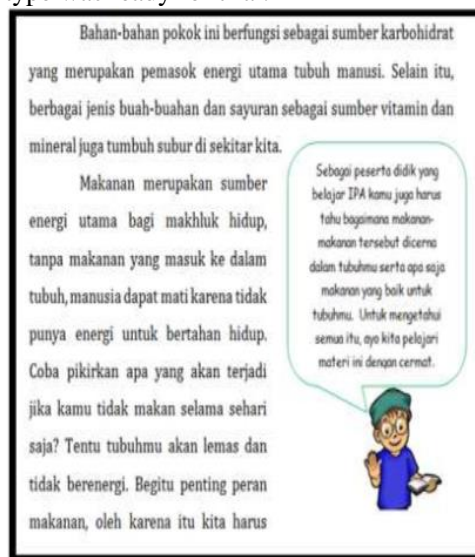 Bahan-bahan pokok ini berfungsi sebagai sumber karbohidrat
yang merupakan pemasok energi utama tubuh manusi. Selain itu,
berbagai jenis buah-buahan dan sayuran sebagai sumber vitamin dan
mineral juga tumbuh subur di sekitar kita.
Makanan merupakan sumber
energi utama bagi makhluk hidup,
tanpa makanan yang masuk ke dalam
tubuh, manusia dapat mati karena tidak
punya energi untuk bertahan hidup.
Coba pikirkan apa yang akan terjadi
jika kamu tidak makan selama sehari
saja? Tentu tubuhmu akan lemas dan
tidak berenergi. Begitu penting peran
makanan, oleh karena itu kita harus
Sebagai peserta didik yang
belajar IPA kamu juga harus
tahu bagaimana makanan-
makanan tersebut dicerna
dalam tubuhmu serta apa saja
makanan yang baik untuk
tubuhmu. Untuk mengetahui
semua itu, ayo kita pelajari
materi ini dengan cermat.